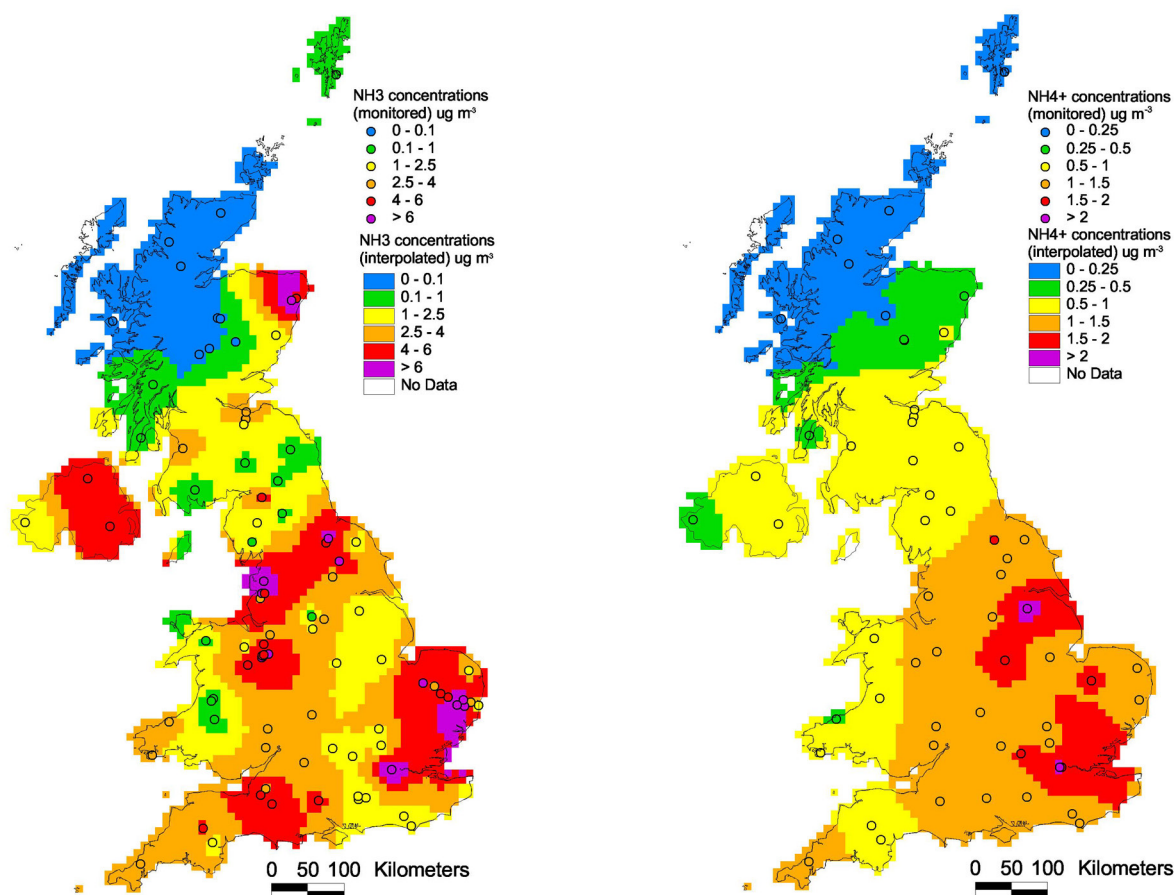 NH3 concentrations
(monitored) ug m-3
0 - 0.1
0.1 - 1
1 - 2.5
2.5 - 4
4 - 6
> 6
NH3 concentrations
(interpolated) ug m-3
0 - 0.1
0.1 - 1
1 - 2.5
2.5 - 4
4 - 6
> 6
No Data
0 50 100 Kilometers
NH4+ concentrations
(monitored) ug m-3
0 - 0.25
0.25 - 0.5
0.5 - 1
1 - 1.5
1.5 - 2
> 2
NH4+ concentrations
(interpolated) ug m-3
0 - 0.25
0.25 - 0.5
0.5 - 1
1 - 1.5
1.5 - 2
> 2
No Data
0 50 100 Kilometers